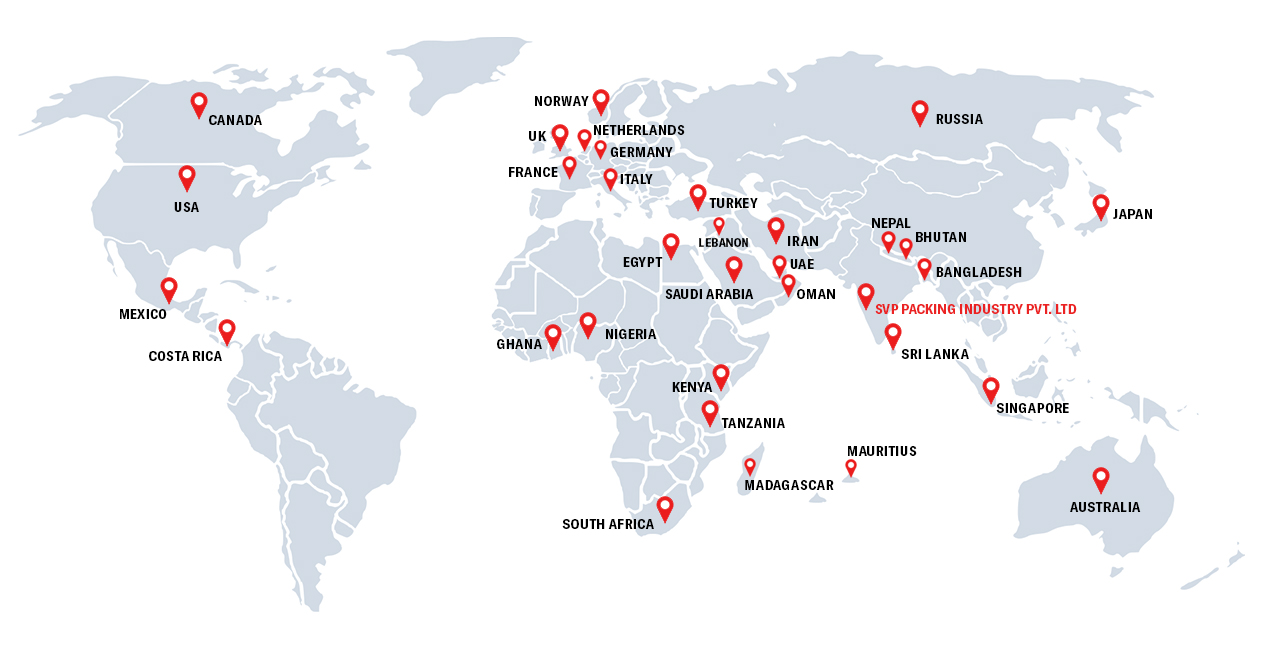 NORWAY
CANADA
RUSSIA
NETHERLANDS
UK
GERMANY
FRANCE
ITALY
USA
TURKEY
JAPAN
NEPAL
BHUTAN
LEBANON
IRAN
EGYPT
UAE
BANGLADESH
SAUDI ARABIA
OMAN
SVP PACKING INDUSTRY PVT. LTD
MEXICO
NIGERIA
GHANA
COSTA RICA
SRI LANKA
KENYA
SINGAPORE
TANZANIA
MAURITIUS
MADAGASCAR
AUSTRALIA
SOUTH AFRICA